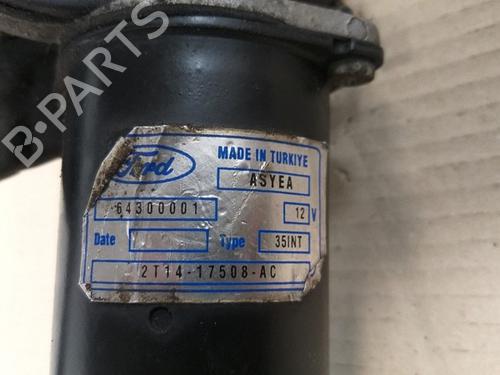 B-PARTS
Ford
MADE IN TURKIYE
ASYEA
64300001
12 V
Date
Type 35INT
2T14-17508-AC